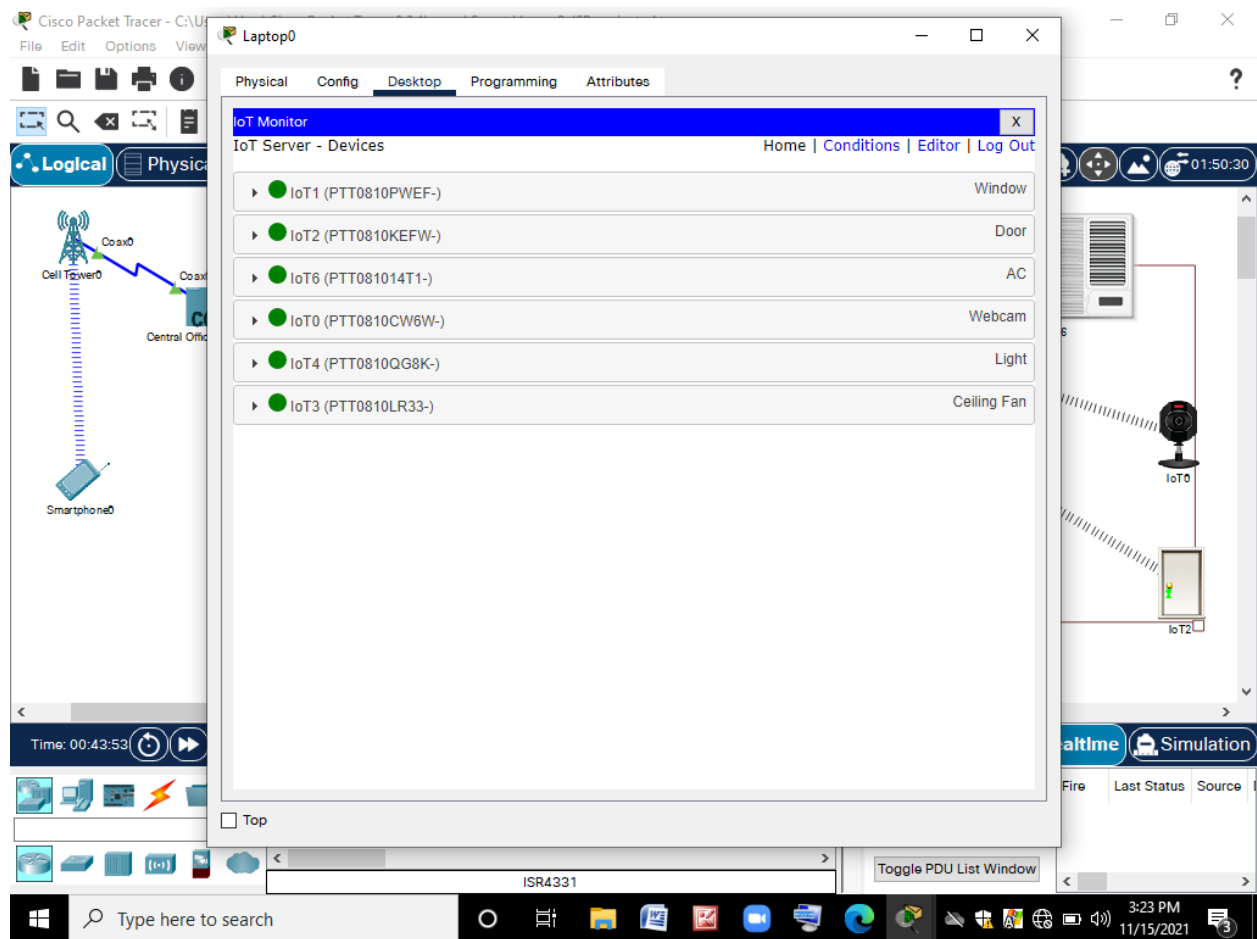 Cisco Packet Tracer - C:\Us
Laptop0
File Edit Options View
Physical Config Desktop Programming Attributes
?
IoT Monitor X
IoT Server - Devices Home | Conditions | Editor | Log Out
Logical Physica
01:50:30
IoT1 (PTT0810PWEF-) Window
IoT2 (PTT0810KEFW-) Door
IoT6 (PTT081014T1-) AC
IoT0 (PTT0810CW6W-) Webcam
IoT4 (PTT0810QG8K-) Light
IoT3 (PTT0810LR33-) Ceiling Fan
Coax0
Cell Tower0
Coax
Central Offic
Smartphone0
6
IoT0
IoT2
Time: 00:43:53
ealtime Simulation
Top
Fire Last Status Source
Toggle PDU List Window
ISR4331
Type here to search
3:23 PM
11/15/2021
3